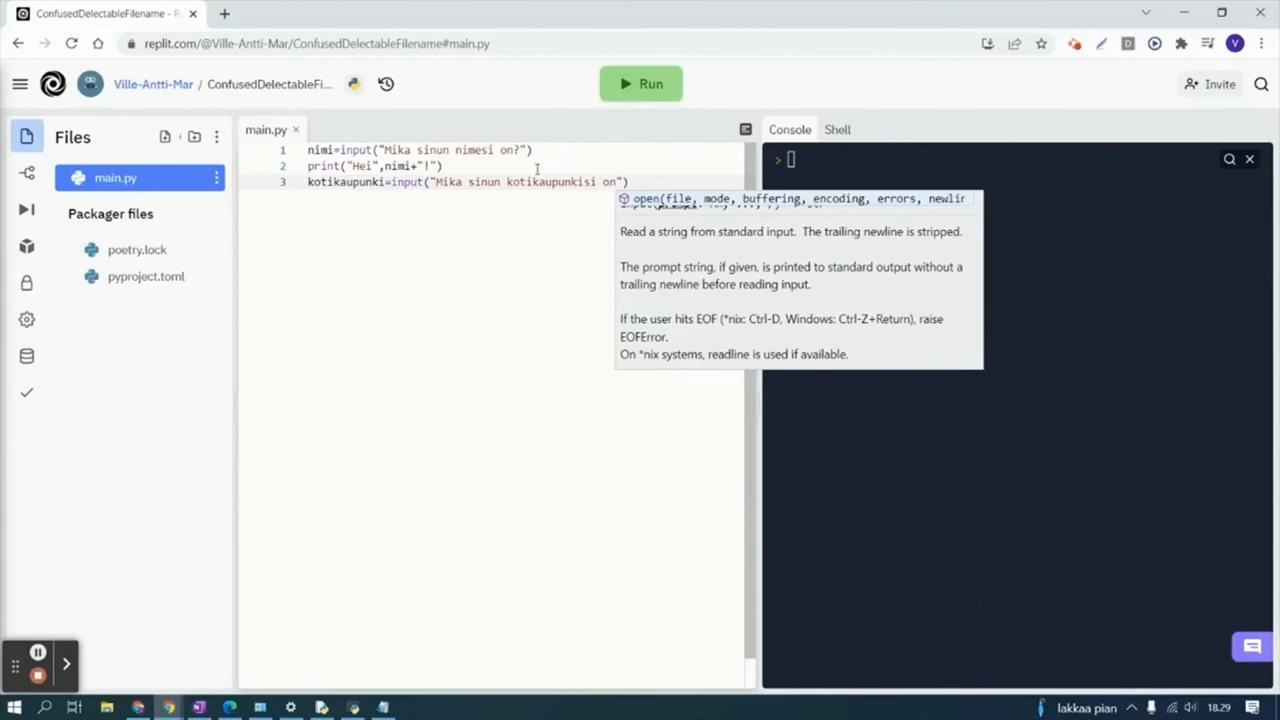 ConfusedDelectableFilename - R
replit.com/@Ville-Antti-Mar/ConfusedDelectableFilename#main.py
V
Ville-Antti-Mar / ConfusedDelectableFi...
Run
Invite
Files
main.py
Packager files
poetry.lock
pyproject.toml
main.py
1 nimi=input("Mika sinun nimesi on?")
2 print("Hei",nimi+"!")
3 kotikaupunki=input("Mika sinun kotikaupunkisi on")
open(file, mode, buffering, encoding, errors, newlin
Read a string from standard input. The trailing newline is stripped.
The prompt string, if given, is printed to standard output without a
trailing newline before reading input.
If the user hits EOF (*nix: Ctrl-D, Windows: Ctrl-Z+Return), raise
EOFError.
On *nix systems, readline is used if available.
Console Shell
>
lakkaa pian
18.29